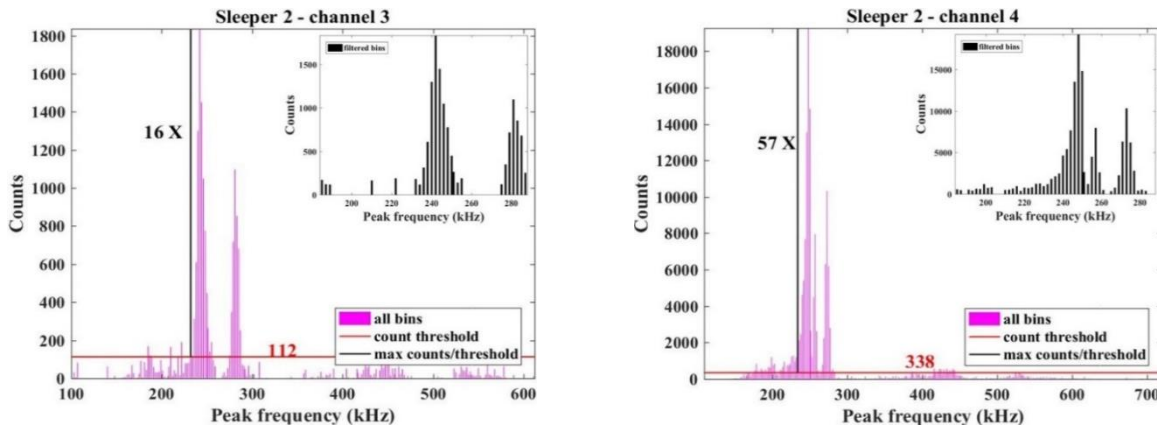 Sleeper 2 - channel 3
1800
1600
1400
1200
1000
800
600
400
200
0
Counts
16 X
112
100
200
300
400
500
600
Peak frequency (kHz)
all bins
count threshold
max counts/threshold
filtered bins
1500
1000
500
0
Counts
200
220
240
260
280
Peak frequency (kHz)
Sleeper 2 - channel 4
18000
16000
14000
12000
10000
8000
6000
4000
2000
0
Counts
57 X
338
200
300
400
500
600
700
Peak frequency (kHz)
all bins
count threshold
max counts/threshold
filtered bins
15000
10000
5000
0
Counts
200
220
240
260
280
Peak frequency (kHz)